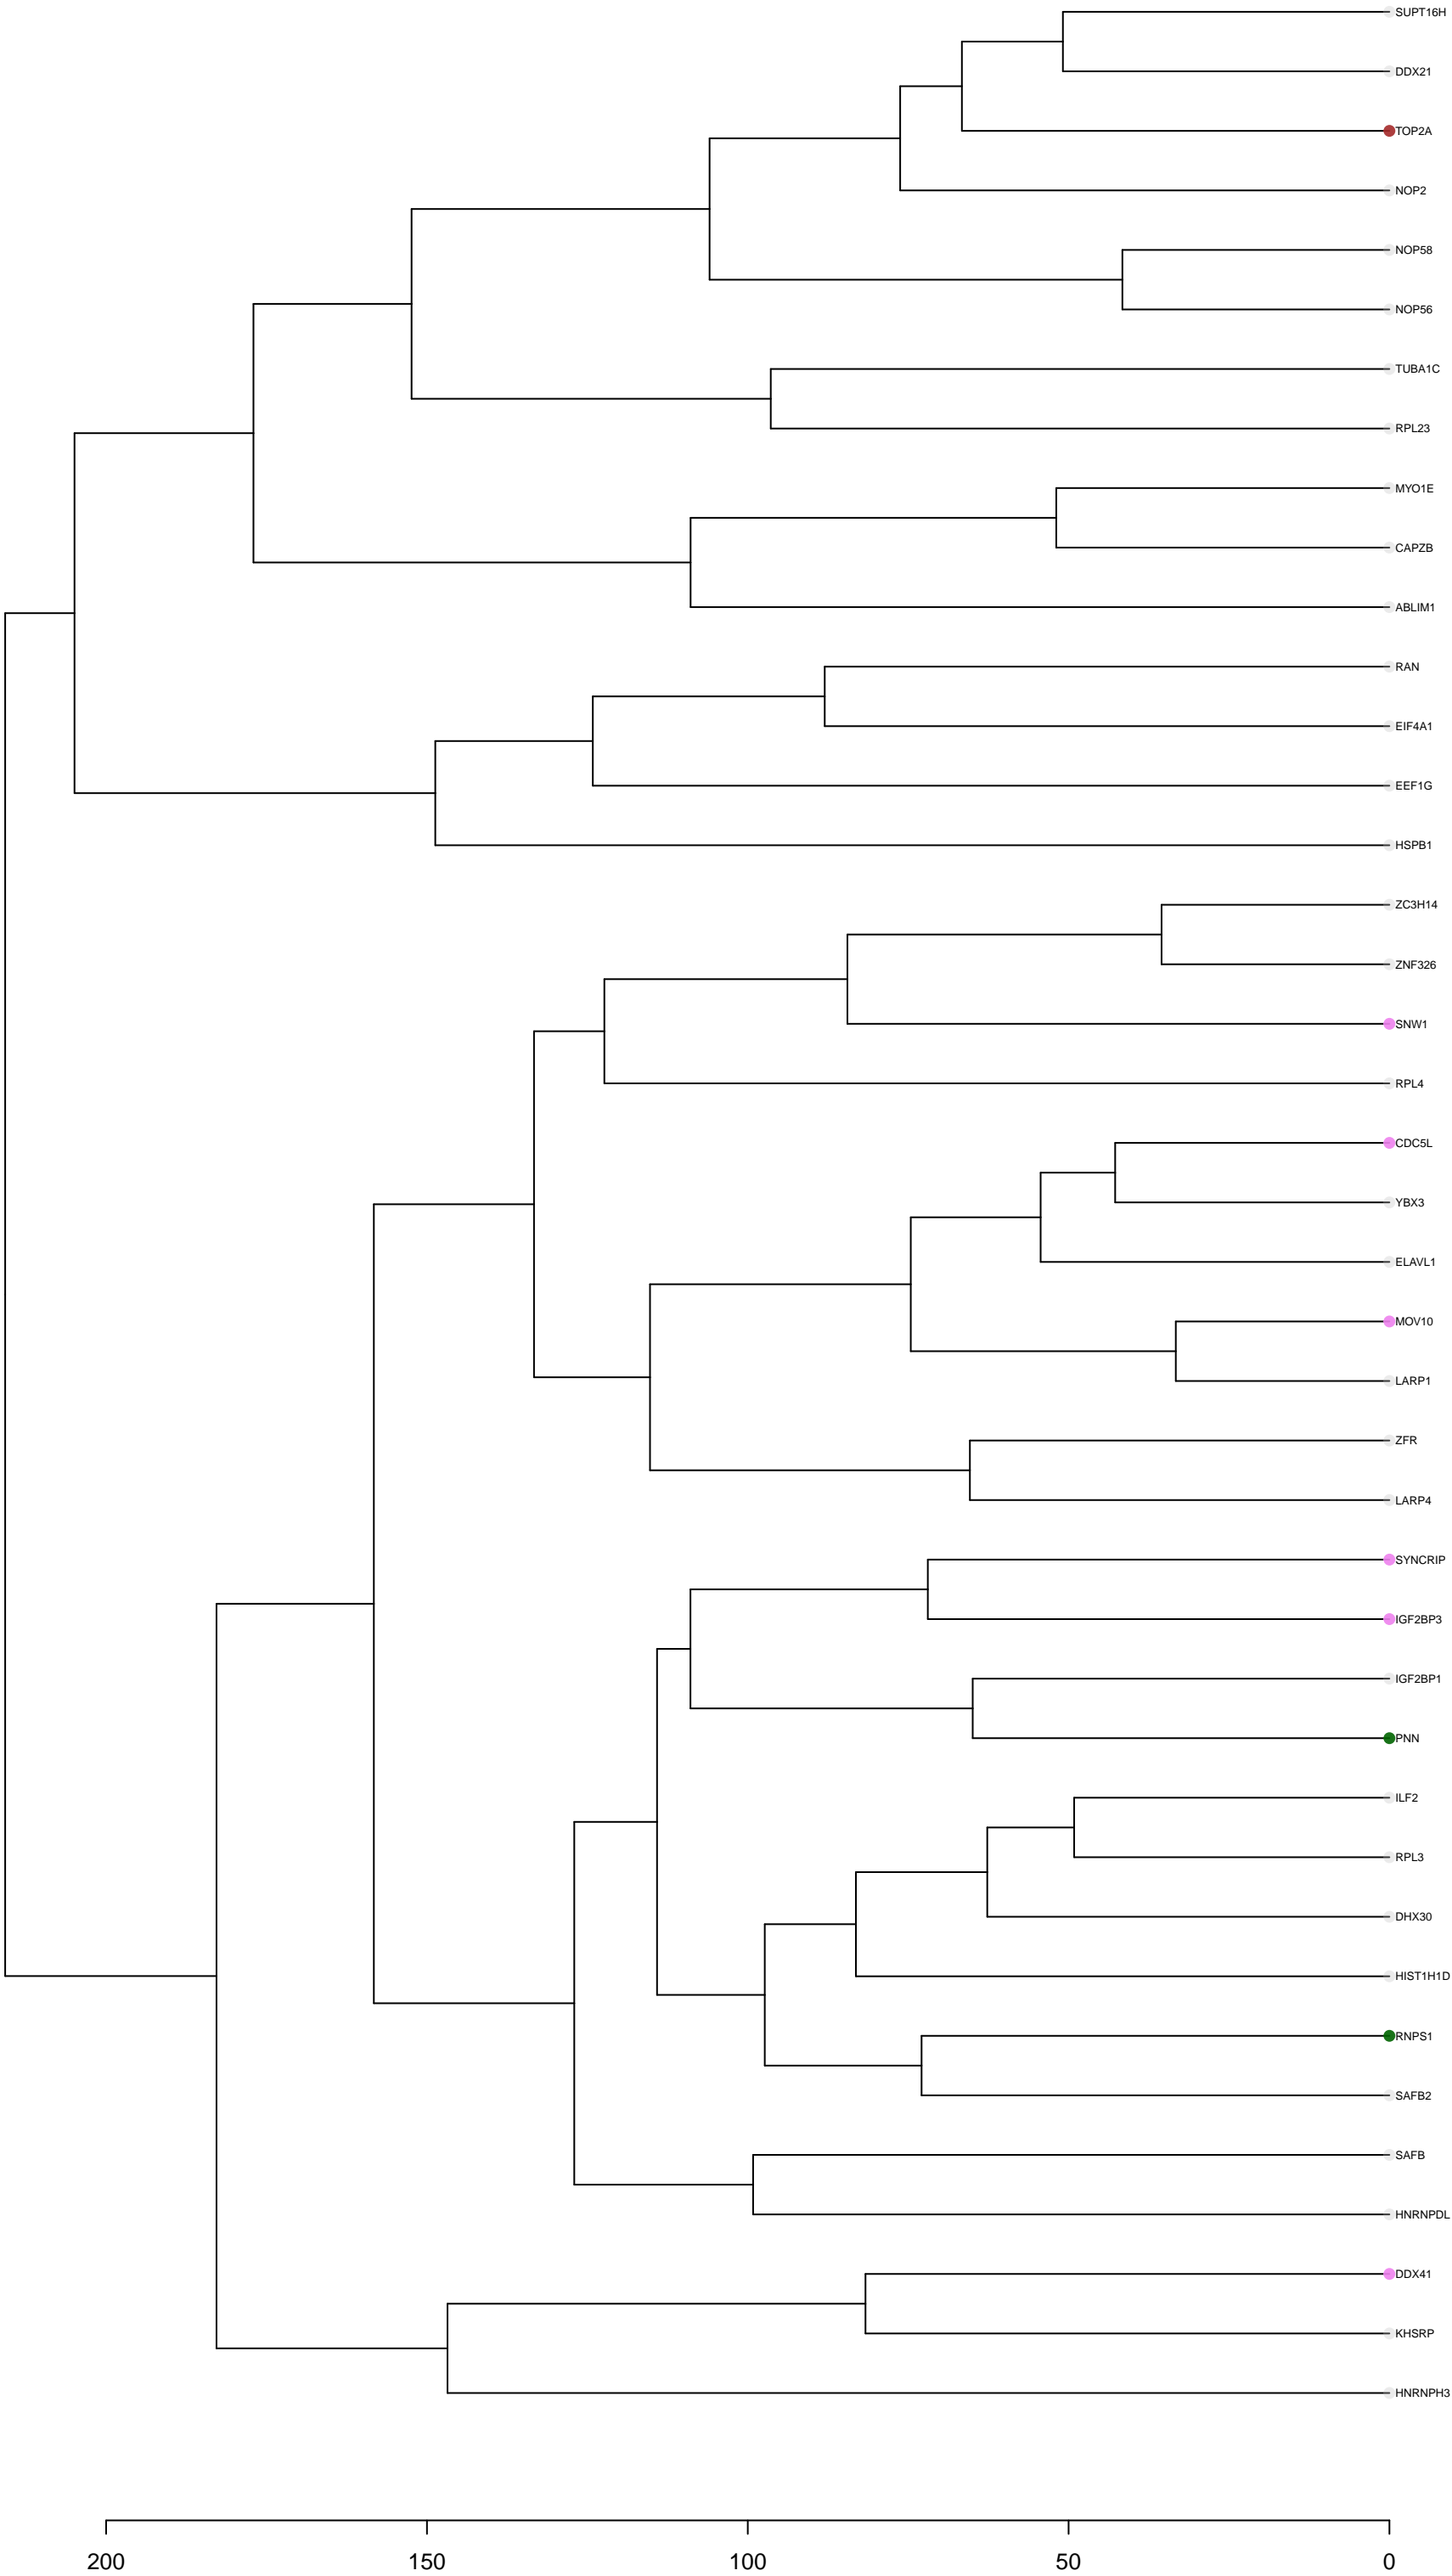 SUPT16H
DDX21
TOP2A
NOP2
NOP58
NOP56
TUBA1C
RPL23
MYO1E
CAPZB
ABLIM1
RAN
EIF4A1
EEF1G
HSPB1
ZC3H14
ZNF326
SNW1
RPL4
CDC5L
YBX3
ELAVL1
MOV10
LARP1
ZFR
LARP4
SYNCRIP
IGF2BP3
IGF2BP1
PNN
ILF2
RPL3
DHX30
HIST1H1D
RNPS1
SAFB2
SAFB
HNRNPDL
DDX41
KHSRP
HNRNPH3
200 150 100 50 0